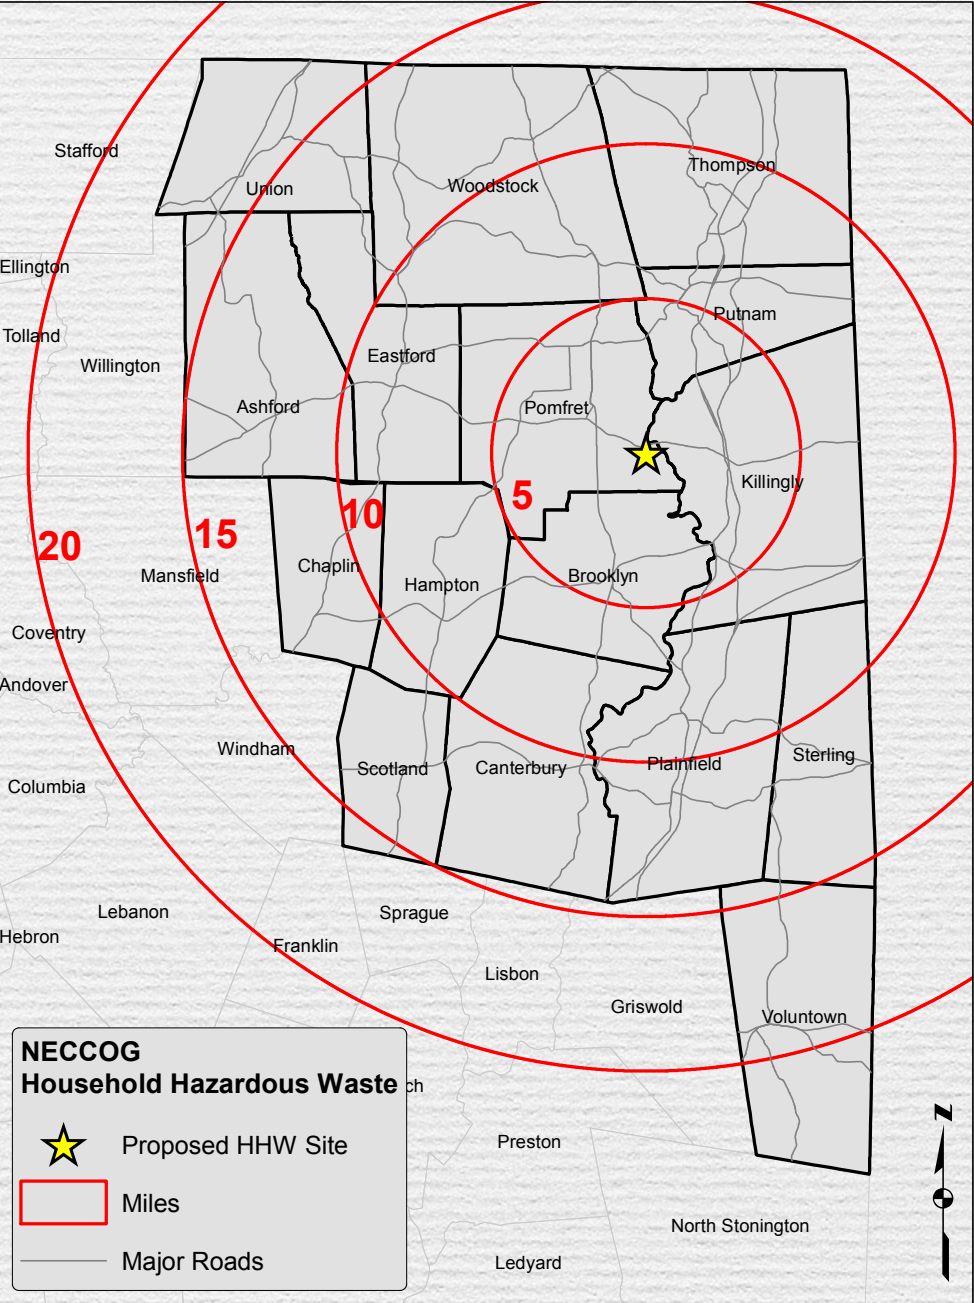 Stafford
Thompson
Union
Woodstock
Ellington
Putnam
Tolland
Willington
Eastford
Ashford
Pomfret
Killingly
5
10
15
20
Chaplin
Mansfield
Hampton
Brooklyn
Coventry
Andover
Windham
Scotland
Canterbury
Plainfield
Sterling
Columbia
Lebanon
Sprague
Hebron
Franklin
Lisbon
Griswold
Voluntown
NECCOG
Household Hazardous Waste
ch
Proposed HHW Site
Miles
Major Roads
Preston
North Stonington
Ledyard
N